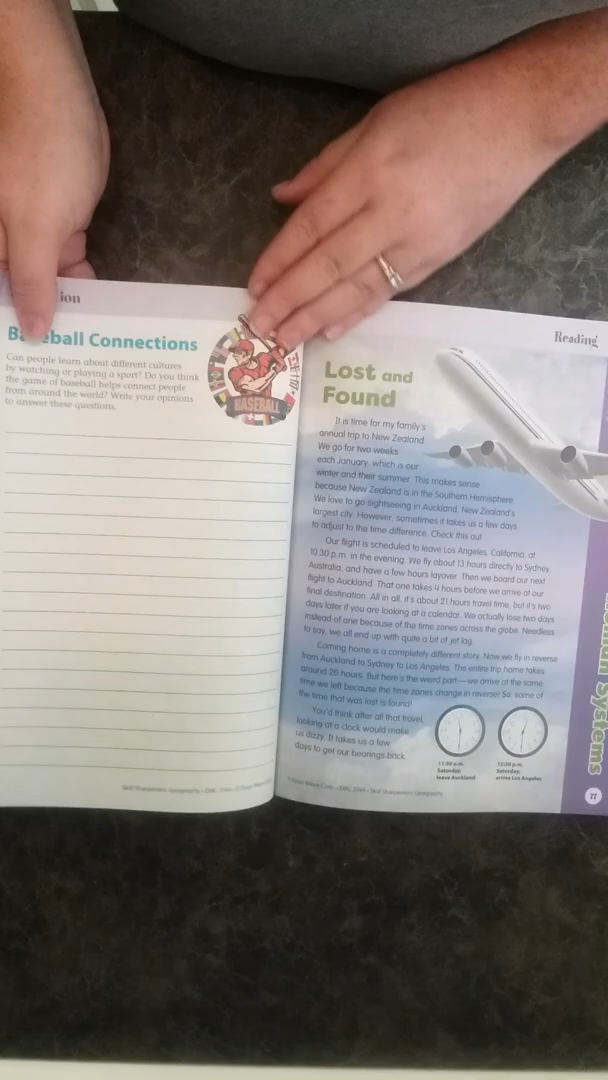 ion
Baseball Connections
Can people learn about different cultures
by watching or playing a sport? Do you think
the game of baseball helps connect people
from around the world? Write your opinions
to answer these questions.
BASEBALL
Skill Sharpeners: Geography
Reading
Lost and
Found
It is time for my family's
annual trip to New Zealand.
We go for two weeks
each January, which is our
winter and their summer. This makes sense
because New Zealand is in the Southern Hemisphere.
We love to go sightseeing in Auckland, New Zealand's
largest city. However, sometimes it takes us a few days
to adjust to the time difference. Check this out.
Our flight is scheduled to leave Los Angeles, California, at
10:30 p.m. in the evening. We fly about 13 hours directly to Sydney,
Australia, and have a few hours layover. Then we board our next
flight to Auckland. That one takes 4 hours before we arrive at our
final destination. All in all, it's about 21 hours travel time, but it's two
days later if you are looking at a calendar. We actually lose two days
instead of one because of the time zones across the globe. Needless
to say, we all end up with quite a bit of jet lag.
Coming home is a completely different story. Now we fly in reverse
from Auckland to Sydney to Los Angeles. The entire trip home takes
around 20 hours. But here's the weird part—we arrive at the same
time we left because the time zones change in reverse! So, some of
the time that was lost is found!
You'd think after all that travel,
looking at a clock would make
us dizzy. It takes us a few
days to get our bearings back.
11:30 a.m.
Saturday,
leave Auckland
12:30 p.m.
Saturday,
arrive Los Angeles
EMC 3744 • Skill Sharpeners: Geography
Systems
77